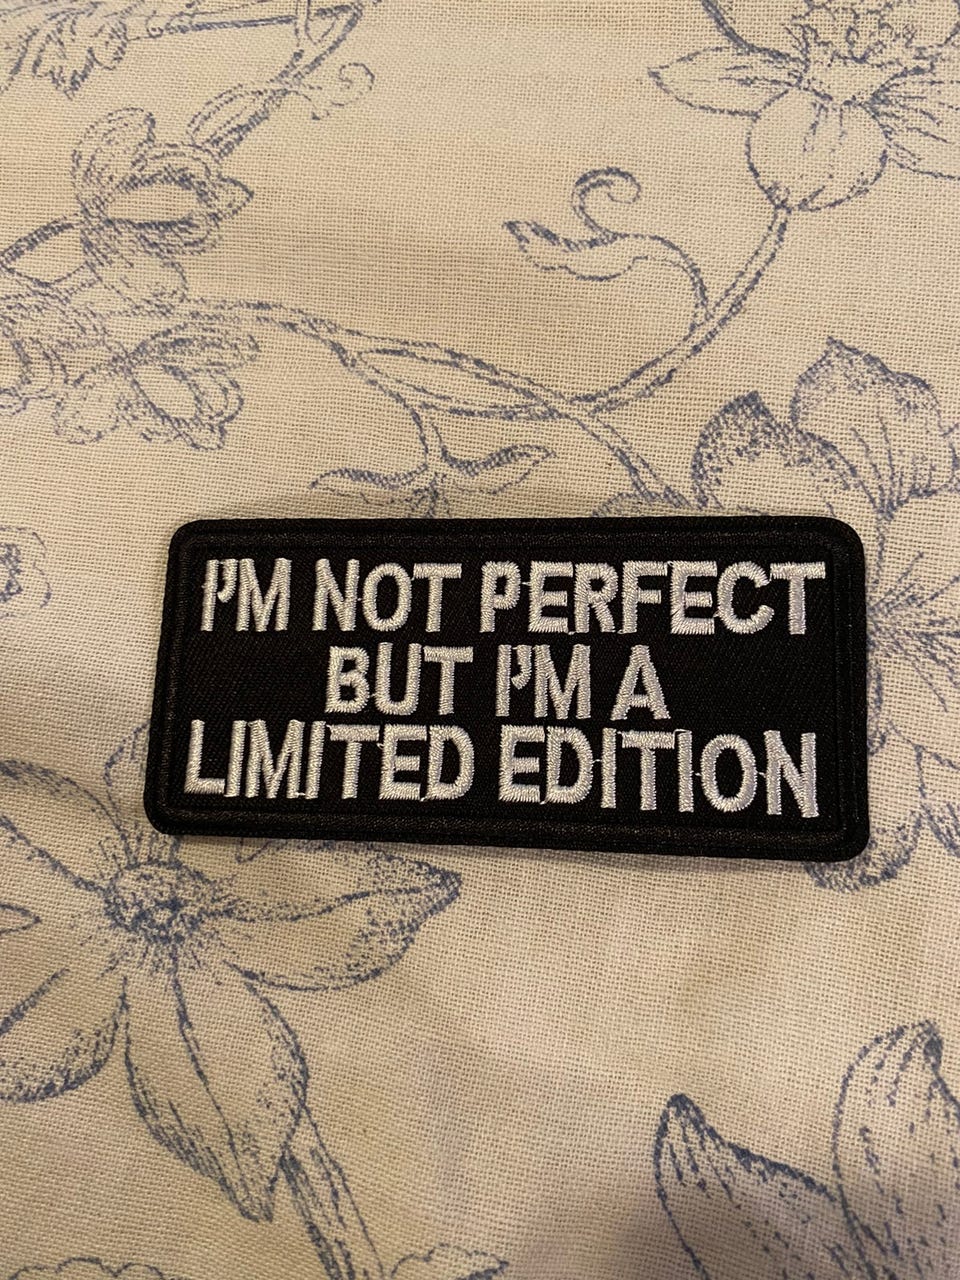 I'M NOT PERFECT
BUT I'M A
LIMITED EDITION